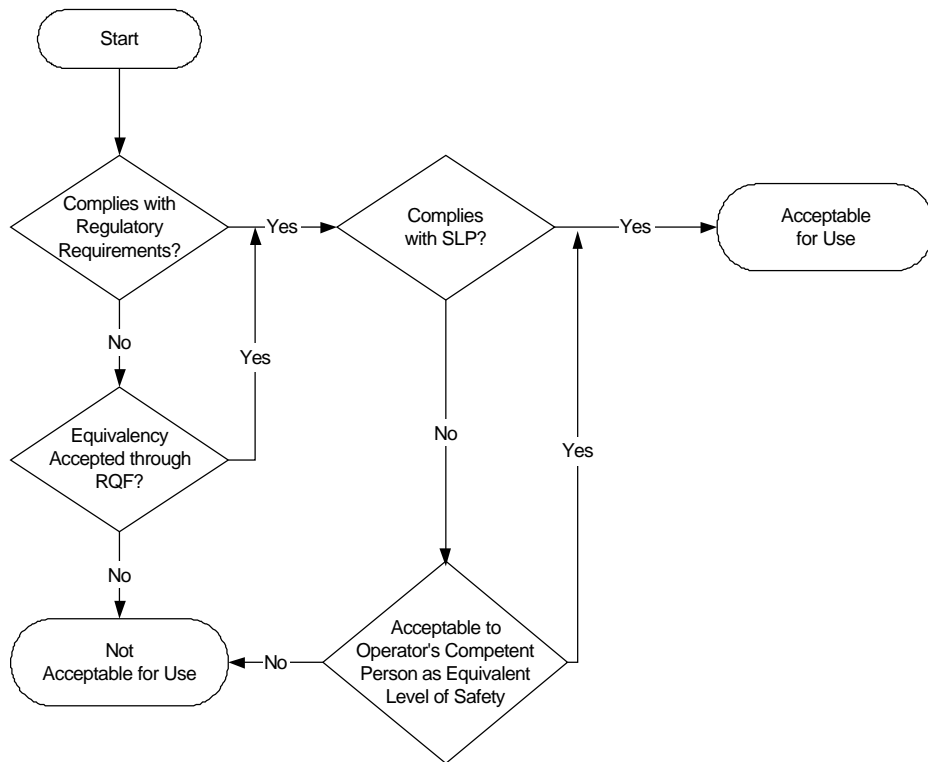 Start
Complies with
Regulatory
Requirements?
Yes
Complies
with SLP?
Yes
Acceptable
for Use
No
Yes
Equivalency
Accepted through
RQF?
No
Yes
No
Not
Acceptable for Use
No
Acceptable to
Operator's Competent
Person as Equivalent
Level of Safety